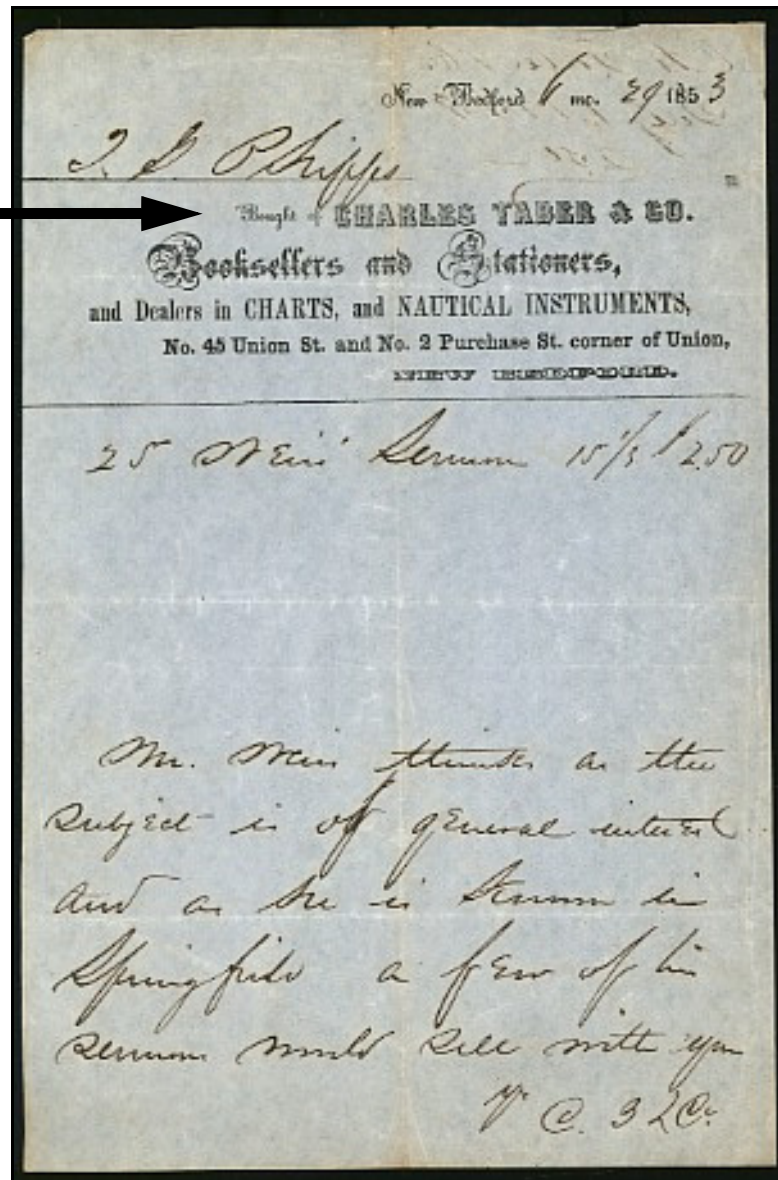 New Bedford 6 mo. 29 1853
Phipps
Bought of CHARLES TABER & CO.
Booksellers and Stationers,
and Dealers in CHARTS, and NAUTICAL INSTRUMENTS,
No. 45 Union St. and No. 2 Purchase St. corner of Union,
NEW BEDFORD.
25 Weiss' Sermon 2.50
Mr. Weiss thinks as the
subject is of general interest
and as he is known in
Springfield a few of his
sermons would sell with you